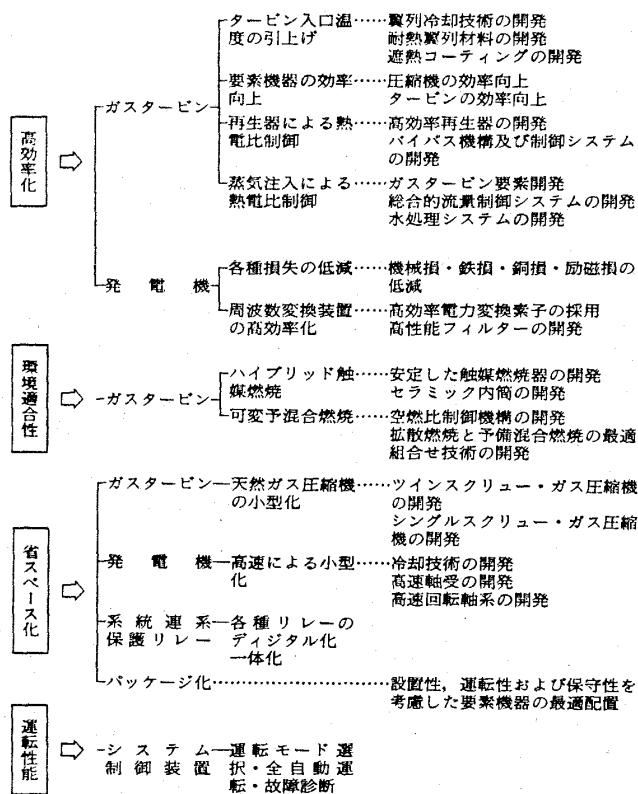 高効率化
ガスタービン
タービン入口温
度の引上げ
翼列冷却技術の開発
耐熱翼列材料の開発
遮熱コーティングの開発
要素機器の効率
向上
圧縮機の効率向上
タービンの効率向上
再生器による熱
電比制御
高効率再生器の開発
バイパス機構及び制御システム
の開発
蒸気注入による
熱電比制御
ガスタービン要素開発
総合的流量制御システムの開発
水処理システムの開発
発電機
各種損失の低減
機械損・鉄損・銅損・励磁損の
低減
周波数変換装置
の高効率化
高効率電力変換素子の採用
高性能フィルターの開発
環境適合性
ガスタービン
ハイブリッド触
媒燃焼
安定した触媒燃焼器の開発
セラミック内筒の開発
可変予混合燃焼
空燃比制御機構の開発
拡散燃焼と予備混合燃焼の最適
組合せ技術の開発
省スペース化
ガスタービン
天然ガス圧縮機
の小型化
ツインスクリュー・ガス圧縮機
の開発
シングルスクリュー・ガス圧縮
機の開発
発電機
高速による小型
化
冷却技術の開発
高速軸受の開発
高速回転軸系の開発
系統連系
保護リレー
各種リレーの
ディジタル化
一体化
パッケージ化
設置性，運転性および保守性を
考慮した要素機器の最適配置
運転性能
システム
制御装置
運転モード選
択・全自動運
転・故障診断